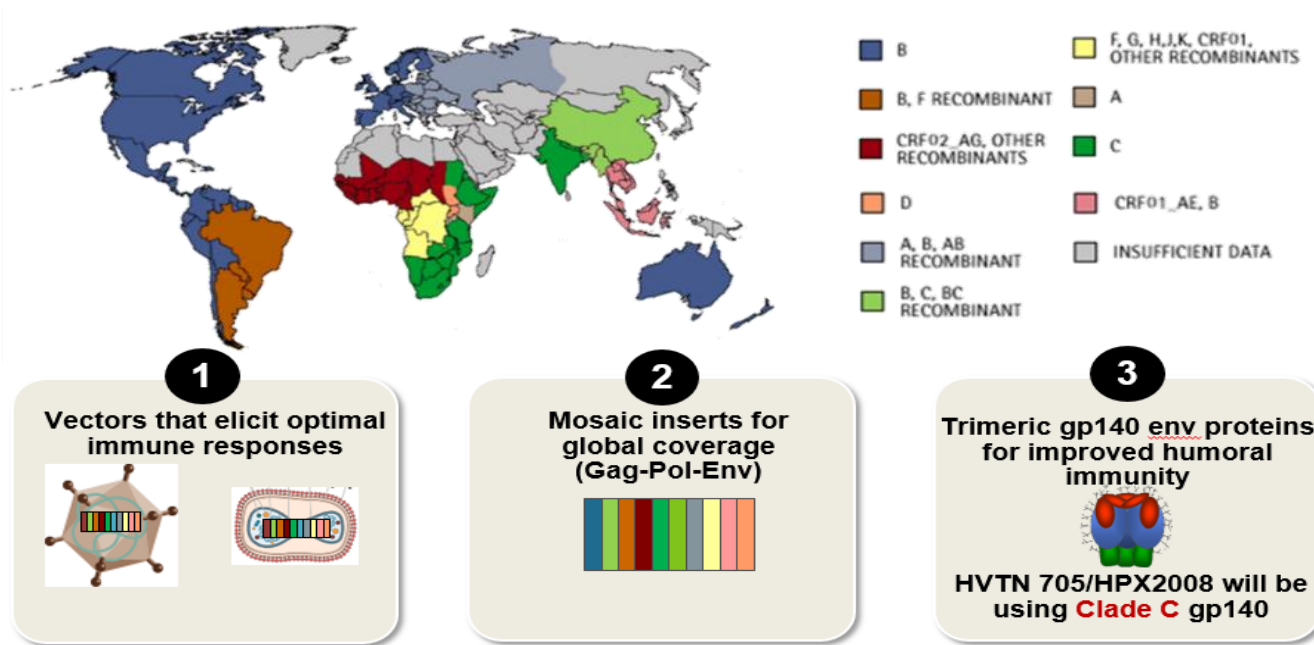 B
B, F RECOMBINANT
CRF02_AG, OTHER
RECOMBINANTS
D
A, B, AB
RECOMBINANT
B, C, BC
RECOMBINANT
F, G, H,J,K, CRF01,
OTHER RECOMBINANTS
A
C
CRF01_AE, B
INSUFFICIENT DATA
1
Vectors that elicit optimal
immune responses
2
Mosaic inserts for
global coverage
(Gag-Pol-Env)
3
Trimeric gp140 env proteins
for improved humoral
immunity
HVTN 705/HPX2008 will be
using Clade C gp140